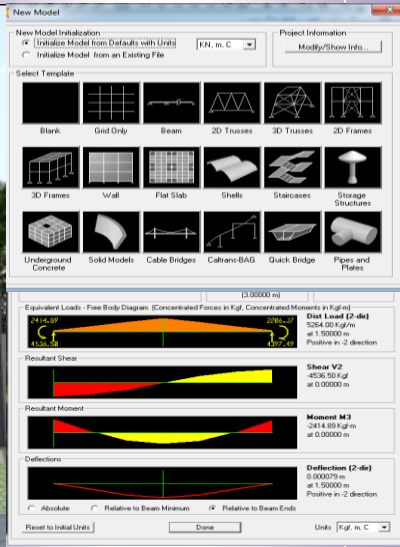 New Model
New Model Initialization
Initialize Model from Defaults with Units
KN, m, C
Initialize Model from an Existing File
Project Information
Modify/Show Info...
Select Template
Blank
Grid Only
Beam
2D Trusses
3D Trusses
2D Frames
3D Frames
Wall
Flat Slab
Shells
Staircases
Storage
Structures
Underground
Concrete
Solid Models
Cable Bridges
Caltrans-BAG
Quick Bridge
Pipes and
Plates
(3.00000 m)
Equivalent Loads - Free Body Diagram (Concentrated Forces in Kgf, Concentrated Moments in Kgf-m)
2414.89
2206.37
4536.50
4397.49
Dist Load (2-dir)
5264.00 Kgf/m
at 1.50000 m
Positive in -2 direction
Resultant Shear
Shear V2
-4536.50 Kgf
at 0.00000 m
Resultant Moment
Moment M3
-2414.89 Kgf-m
at 0.00000 m
Deflections
Deflection (2-dir)
0.000079 m
at 1.50000 m
Positive in -2 direction
Absolute
Relative to Beam Minimum
Relative to Beam Ends
Reset to Initial Units
Done
Units
Kgf, m, C